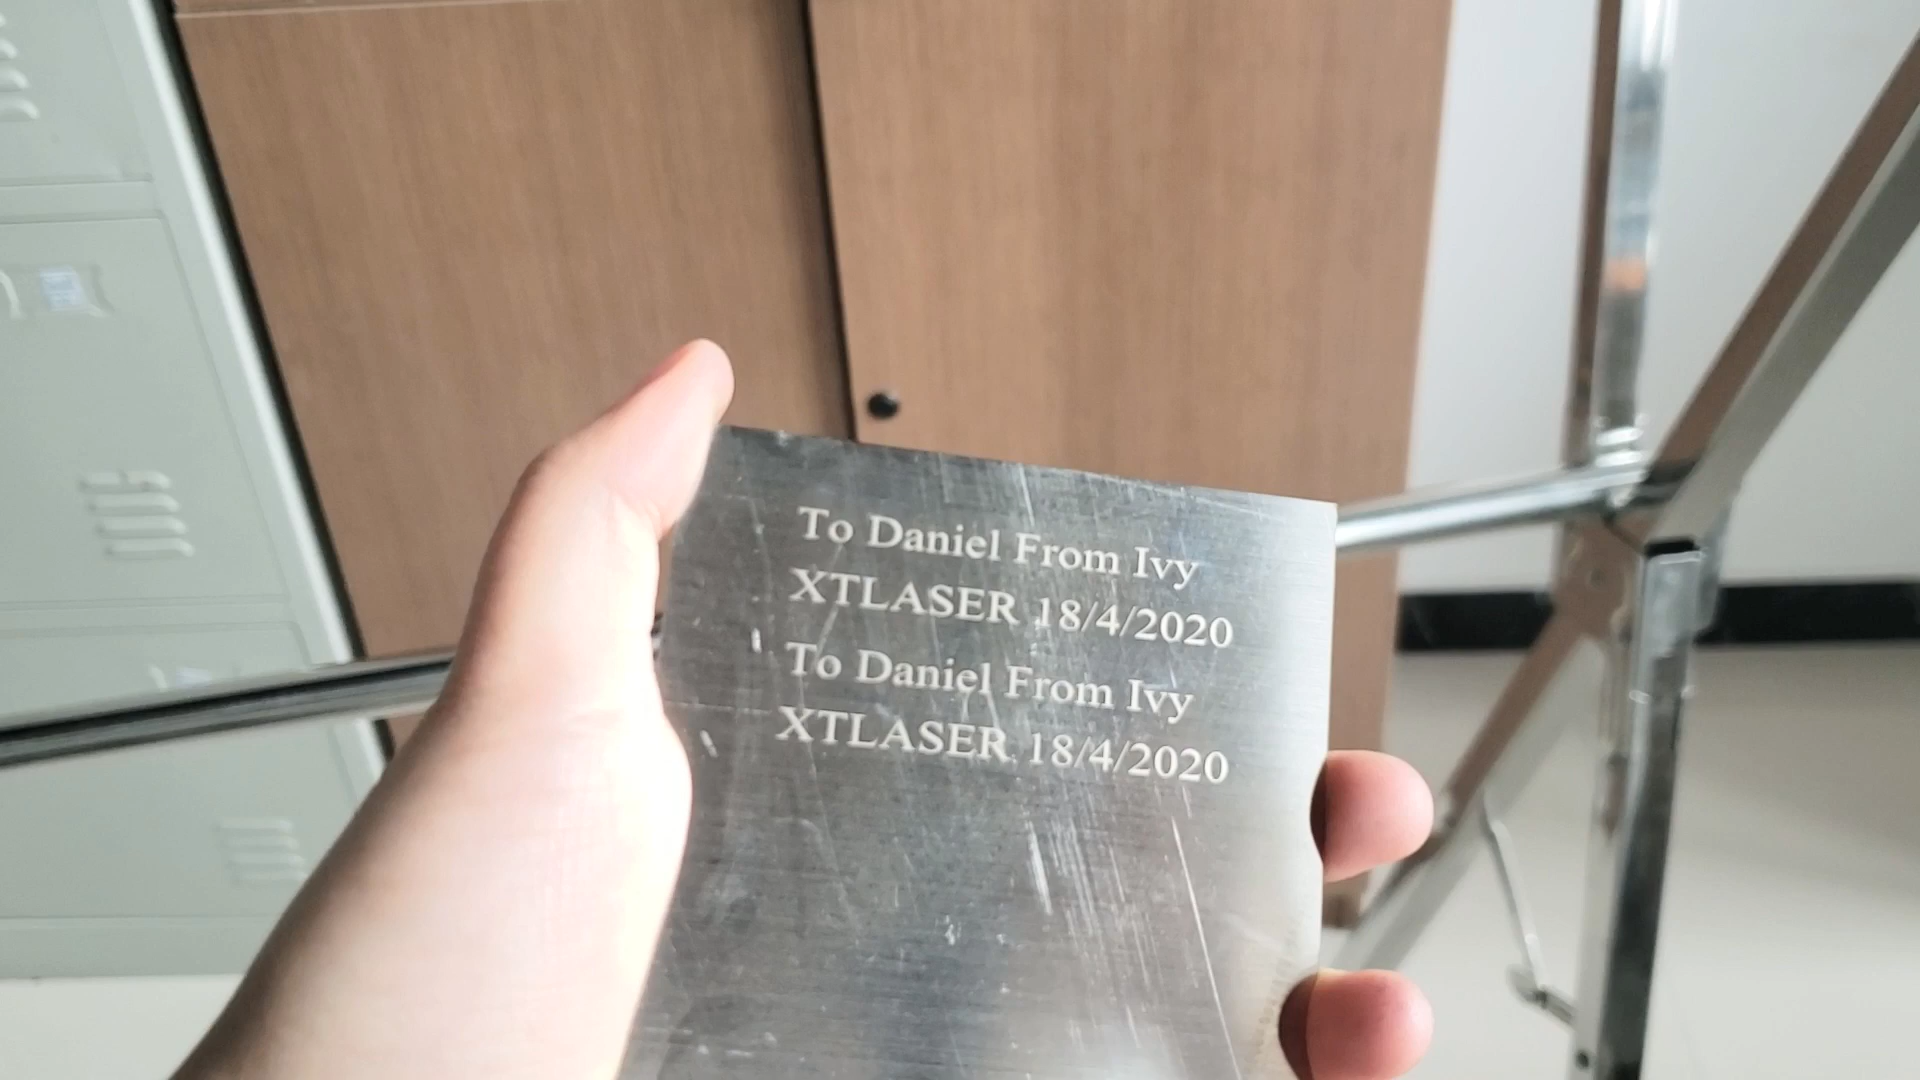 To Daniel From Ivy
XTLASER 18/4/2020
To Daniel From Ivy
XTLASER 18/4/2020